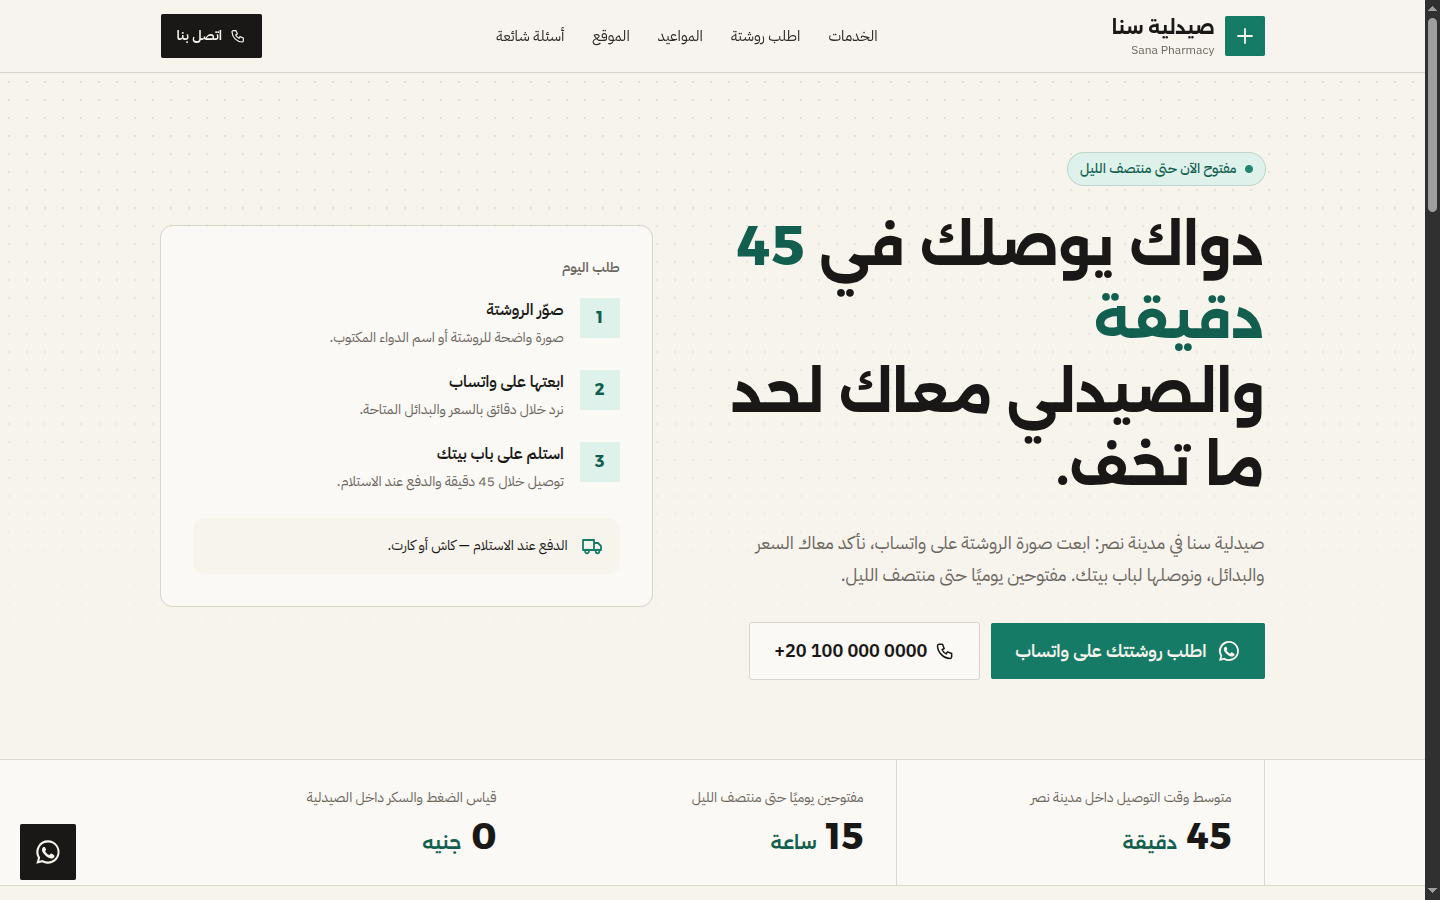 صيدلية سنا
Sana Pharmacy
الخدمات
اطلب روشتة
المواعيد
الموقع
أسئلة شائعة
اتصل بنا
مفتوح الآن حتى منتصف الليل
دواك يوصلك في 45
دقيقة
والصيدلي معاك لحد
ما تخف.
صيدلية سنا في مدينة نصر: ابعت صورة الروشتة على واتساب، نأكد معاك السعر
والبدائل، ونوصلها لباب بيتك. مفتوحين يوميًا حتى منتصف الليل.
اطلب روشتتك على واتساب
+20 100 000 0000
طلب اليوم
1
صوّر الروشتة
صورة واضحة للروشتة أو اسم الدواء المكتوب.
2
ابعتها على واتساب
نرد خلال دقائق بالسعر والبدائل المتاحة.
3
استلم على باب بيتك
توصيل خلال 45 دقيقة والدفع عند الاستلام.
الدفع عند الاستلام — كاش أو كارت.
متوسط وقت التوصيل داخل مدينة نصر
45 دقيقة
مفتوحين يوميًا حتى منتصف الليل
15 ساعة
قياس الضغط والسكر داخل الصيدلية
0 جنيه